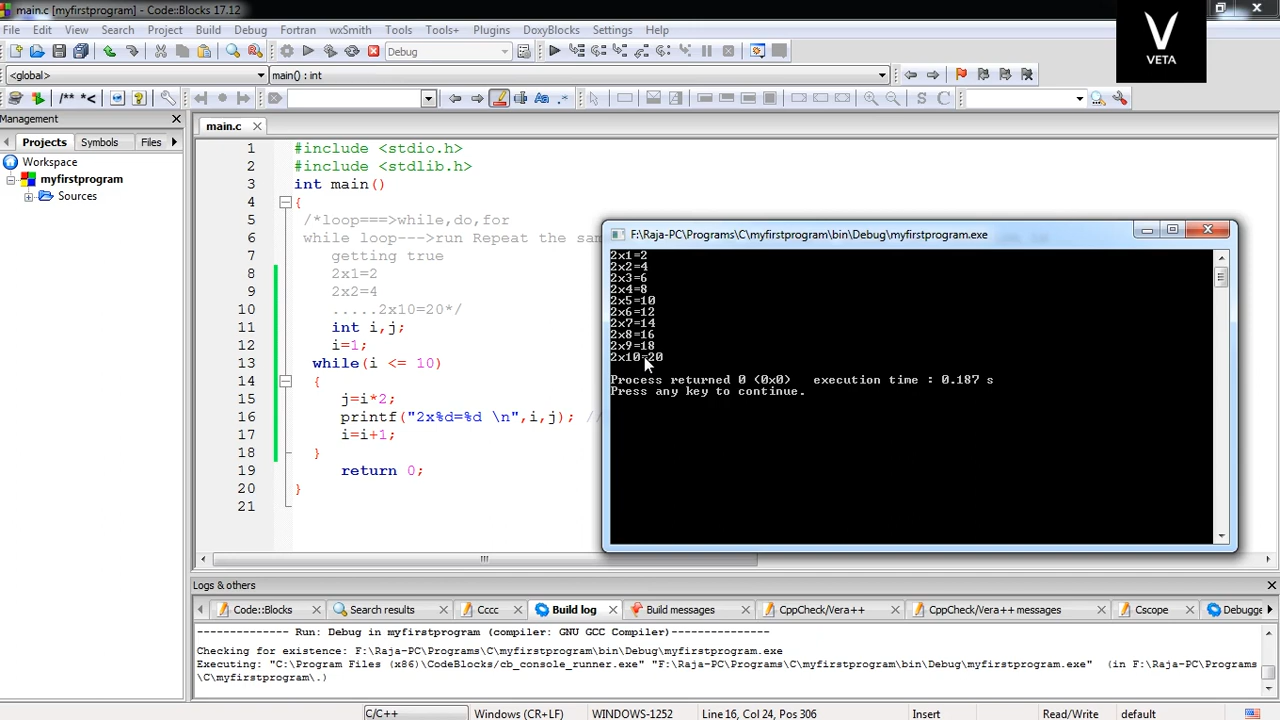 main.c [myfirstprogram] - Code::Blocks 17.12
File Edit View Search Project Build Debug Fortran wxSmith Tools Tools+ Plugins DoxyBlocks Settings Help
VETA
Debug
<global> main() : int
/** *<
S C
Management
Projects Symbols Files
Workspace
myfirstprogram
Sources
main.c
1 #include <stdio.h>
2 #include <stdlib.h>
3 int main()
4 {
5 /*loop===>while,do,for
6 while loop--->run Repeat the sam
7 getting true
8 2x1=2
9 2x2=4
10 .....2x10=20*/
11 int i,j;
12 i=1;
13 while(i <= 10)
14 {
15 j=i*2;
16 printf("2x%d=%d \n",i,j); //
17 i=i+1;
18 }
19 return 0;
20 }
21
F:\Raja-PC\Programs\C\myfirstprogram\bin\Debug\myfirstprogram.exe
2x1=2
2x2=4
2x3=6
2x4=8
2x5=10
2x6=12
2x7=14
2x8=16
2x9=18
2x10=20
Process returned 0 (0x0) execution time : 0.187 s
Press any key to continue.
Logs & others
Code::Blocks Search results Cccc Build log Build messages CppCheck/Vera++ CppCheck/Vera++ messages Cscope Debugge
-------------- Run: Debug in myfirstprogram (compiler: GNU GCC Compiler)---------------
Checking for existence: F:\Raja-PC\Programs\C\myfirstprogram\bin\Debug\myfirstprogram.exe
Executing: "C:\Program Files (x86)\CodeBlocks/cb_console_runner.exe" "F:\Raja-PC\Programs\C\myfirstprogram\bin\Debug\myfirstprogram.exe" (in F:\Raja-PC\Programs
\C\myfirstprogram\.)
C/C++ Windows (CR+LF) WINDOWS-1252 Line 16, Col 24, Pos 306 Insert Read/Write default